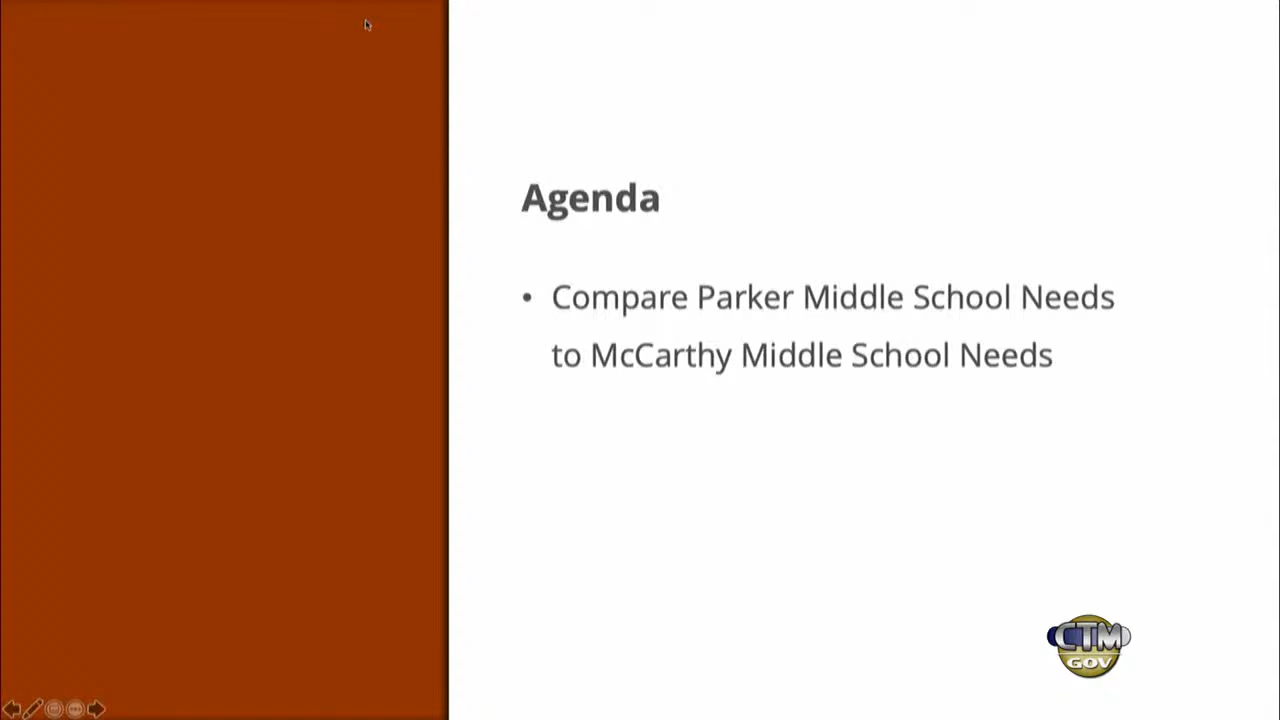 Agenda
• Compare Parker Middle School Needs
to McCarthy Middle School Needs
CTM
GOV